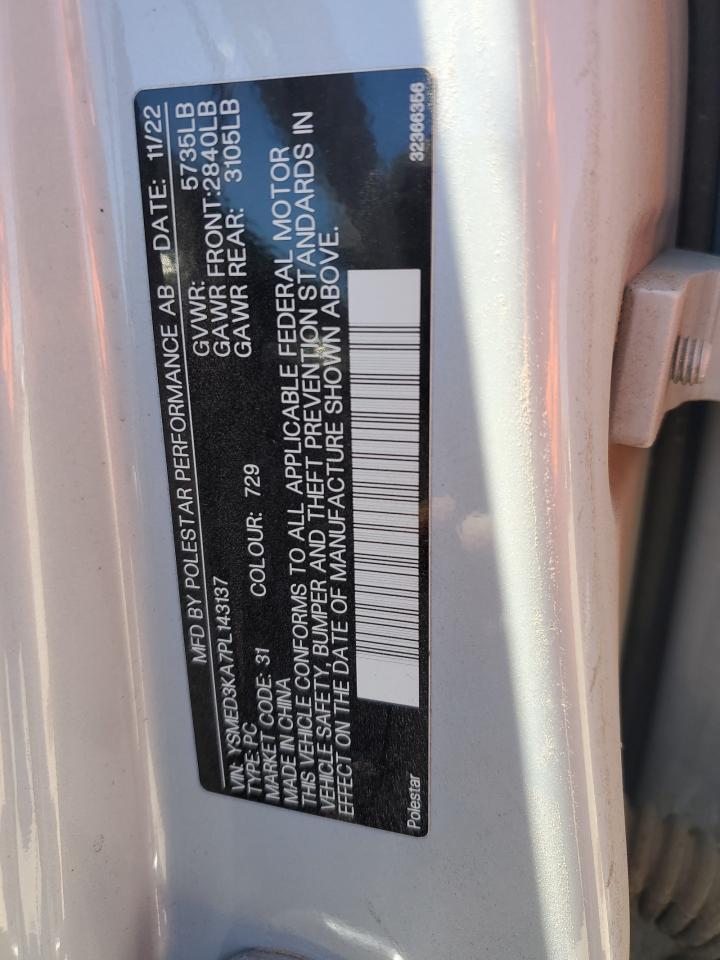 MFD BY POLESTAR PERFORMANCE AB DATE: 11/22
VIN: YSMED3KA7PL143137 GVWR: 5735LB
TYPE: PC GAWR FRONT:2840LB
MARKET CODE: 31 COLOUR: 729 GAWR REAR: 3105LB
MADE IN CHINA
THIS VEHICLE CONFORMS TO ALL APPLICABLE FEDERAL MOTOR
VEHICLE SAFETY, BUMPER AND THEFT PREVENTION STANDARDS IN
EFFECT ON THE DATE OF MANUFACTURE SHOWN ABOVE.
Polestar 32366356